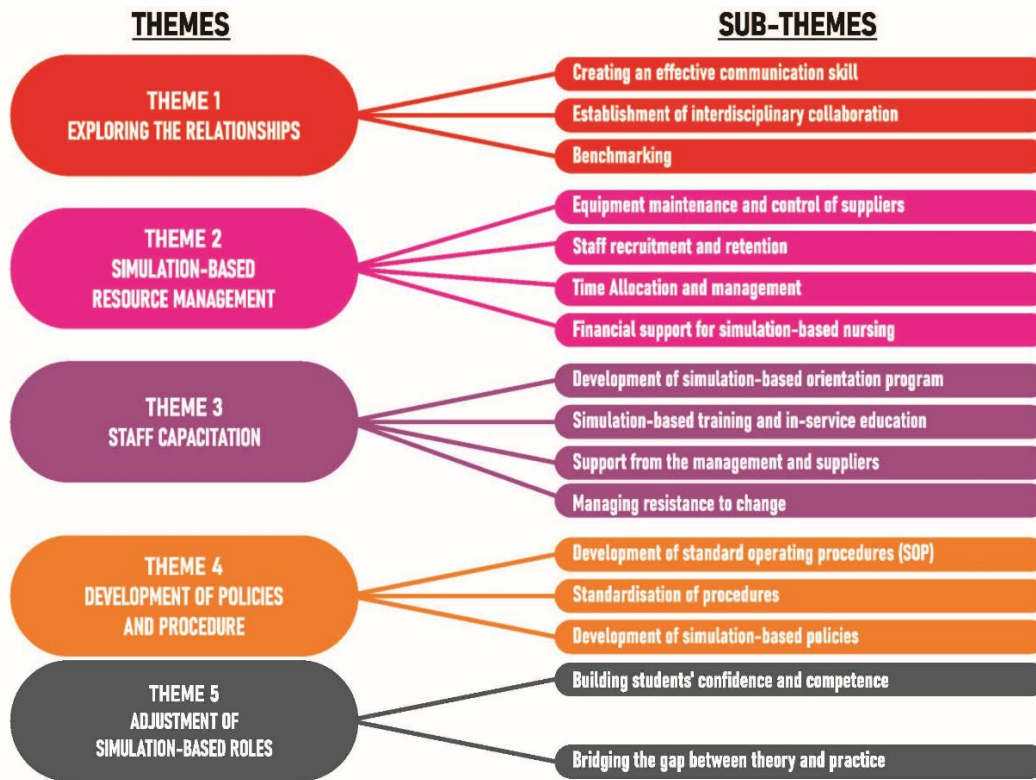 THEMES
SUB-THEMES
THEME 1
EXPLORING THE RELATIONSHIPS
Creating an effective communication skill
Establishment of interdisciplinary collaboration
Benchmarking
THEME 2
SIMULATION-BASED
RESOURCE MANAGEMENT
Equipment maintenance and control of suppliers
Staff recruitment and retention
Time Allocation and management
Financial support for simulation-based nursing
THEME 3
STAFF CAPACITATION
Development of simulation-based orientation program
Simulation-based training and in-service education
Support from the management and suppliers
Managing resistance to change
THEME 4
DEVELOPMENT OF POLICIES
AND PROCEDURE
Development of standard operating procedures (SOP)
Standardisation of procedures
Development of simulation-based policies
THEME 5
ADJUSTMENT OF
SIMULATION-BASED ROLES
Building students' confidence and competence
Bridging the gap between theory and practice